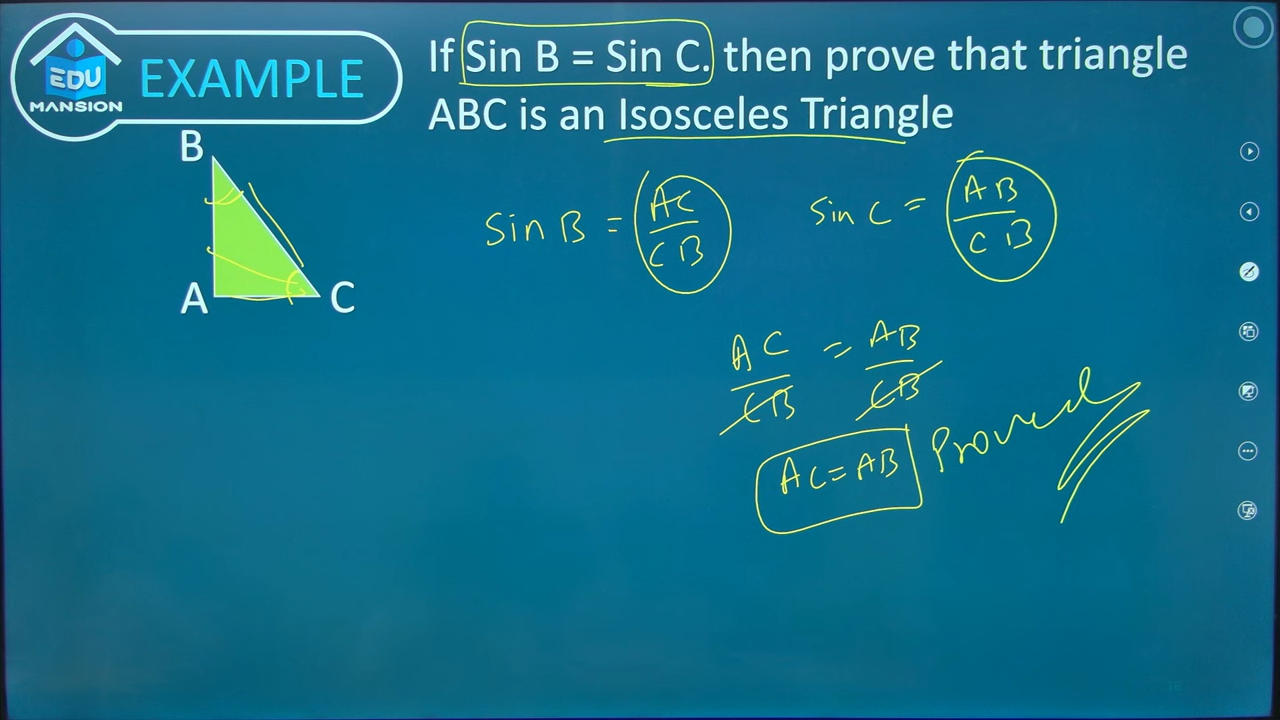 EDU
MANSION
EXAMPLE
If Sin B = Sin C. then prove that triangle
ABC is an Isosceles Triangle
B
A
C
Sin B = AC
CB
Sin C = AB
CB
AC = AB
CB CB
AC = AB Proved